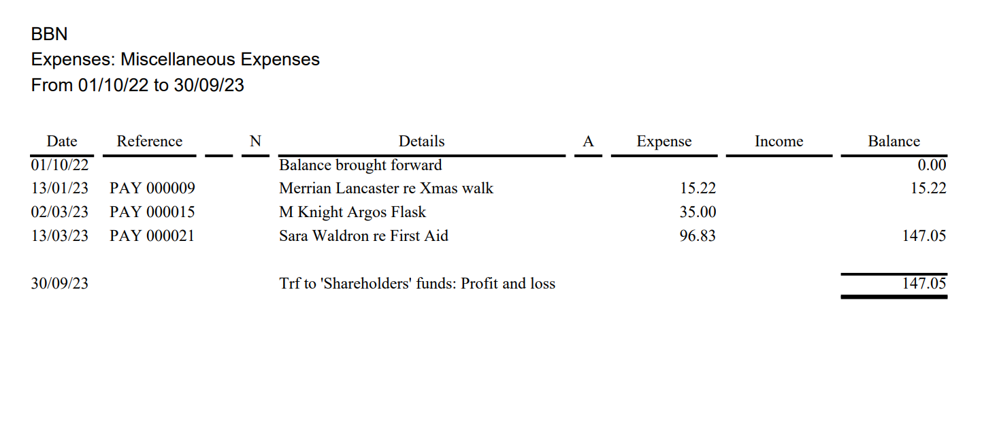 BBN
Expenses: Miscellaneous Expenses
From 01/10/22 to 30/09/23
Date Reference N Details A Expense Income Balance
01/10/22 Balance brought forward 0.00
13/01/23 PAY 000009 Merrian Lancaster re Xmas walk 15.22 15.22
02/03/23 PAY 000015 M Knight Argos Flask 35.00
13/03/23 PAY 000021 Sara Waldron re First Aid 96.83 147.05
30/09/23 Trf to 'Shareholders' funds: Profit and loss 147.05